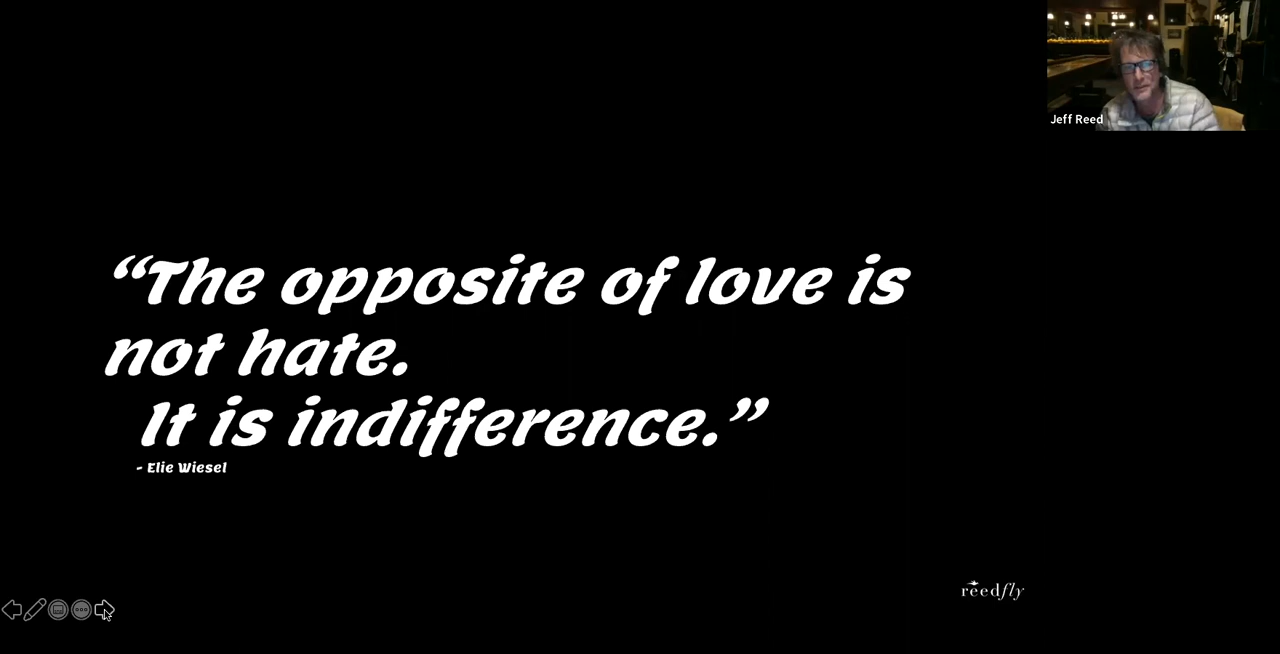 Jeff Reed
“The opposite of love is
not hate.
It is indifference.”
- Elie Wiesel
reedfly